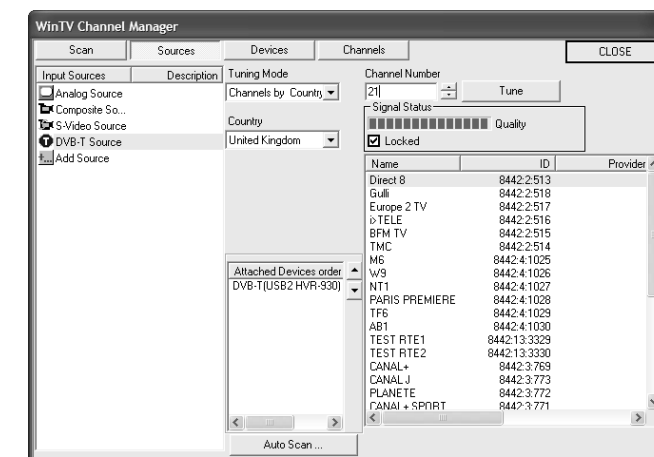 WinTV Channel Manager
Scan Sources Devices Channels CLOSE
Input Sources Description
Analog Source
Composite So...
S-Video Source
DVB-T Source
Add Source
Tuning Mode
Channels by Country
Country
United Kingdom
Attached Devices order
DVB-T(USB2 HVR-930)
Auto Scan ...
Channel Number
21 Tune
Signal Status
Quality
Locked
Name ID Provider
Direct 8 8442:2:513
Gulli 8442:2:518
Europe 2 TV 8442:2:517
i>TELE 8442:2:516
BFM TV 8442:2:515
TMC 8442:2:514
M6 8442:4:1025
W9 8442:4:1026
NT1 8442:4:1027
PARIS PREMIERE 8442:4:1028
TF6 8442:4:1029
AB1 8442:4:1030
TEST RTE1 8442:13:3329
TEST RTE2 8442:13:3330
CANAL+ 8442:3:769
CANAL J 8442:3:773
PLANETE 8442:3:772
CANAL+ SPORT 8442:3:771